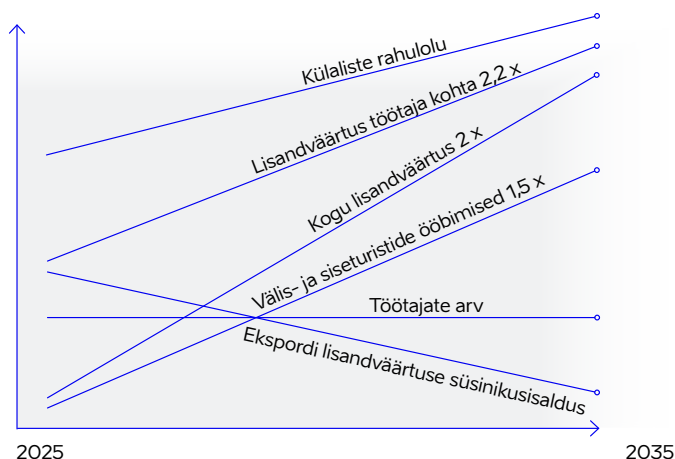 Külaliste rahulolu
Lisandväärtus töötaja kohta 2,2 x
Kogu lisandväärtus 2 x
Välis- ja siseturistide ööbimised 1,5 x
Töötajate arv
Ekspordi lisandväärtuse süsinikusisaldus
2025
2035